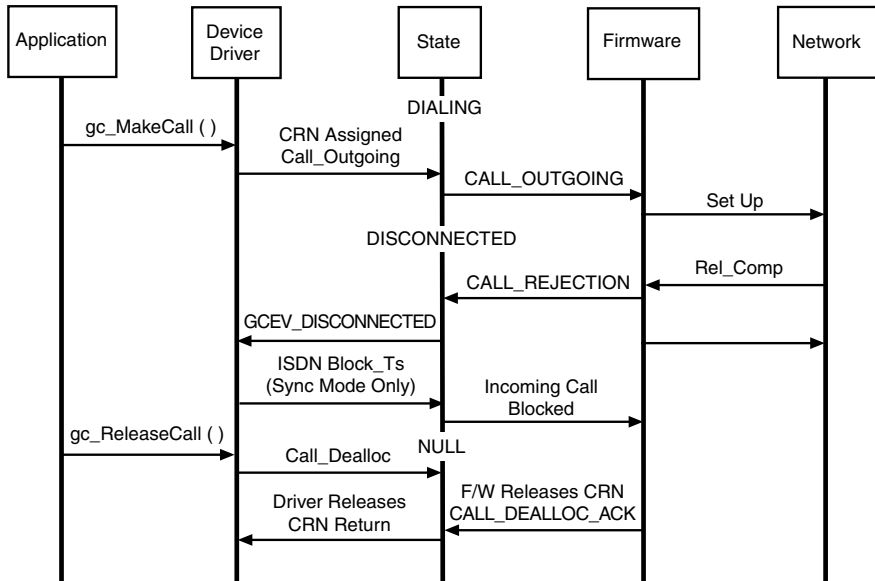 Application
Device
Driver
State
Firmware
Network
DIALING
gc_MakeCall ( )
CRN Assigned
Call_Outgoing
CALL_OUTGOING
Set Up
DISCONNECTED
Rel_Comp
CALL_REJECTION
GCEV_DISCONNECTED
ISDN Block_Ts
(Sync Mode Only)
Incoming Call
Blocked
gc_ReleaseCall ( )
NULL
Call_Dealloc
F/W Releases CRN
CALL_DEALLOC_ACK
Driver Releases
CRN Return